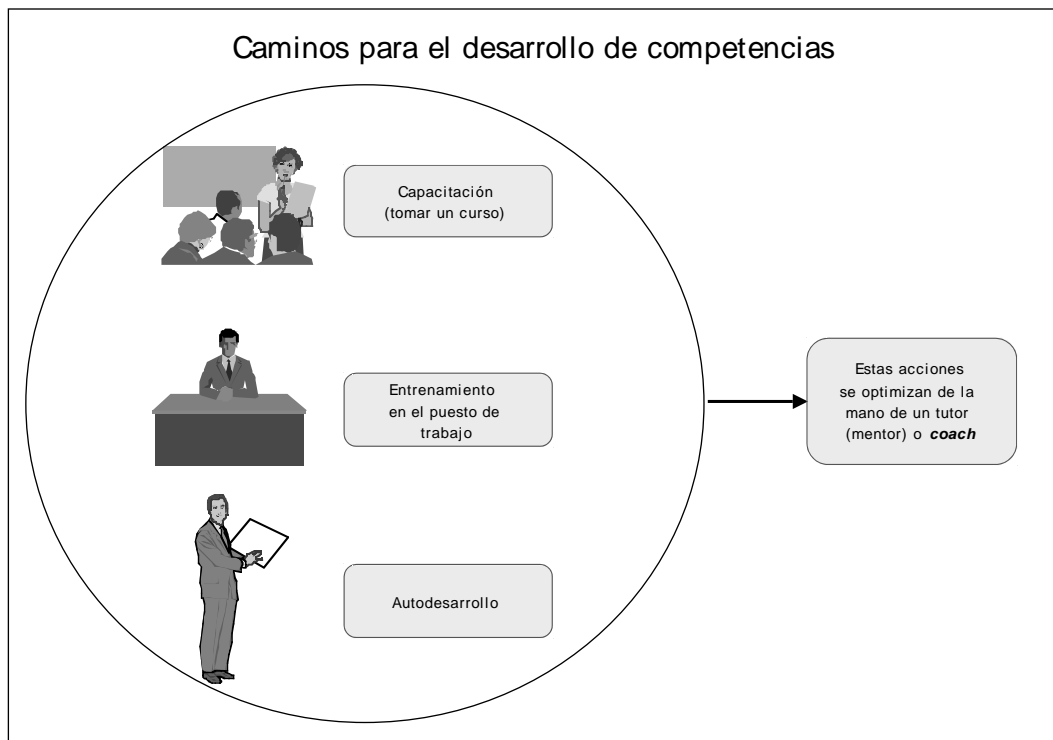 Caminos para el desarrollo de competencias
Capacitación
(tomar un curso)
Entrenamiento
en el puesto de
trabajo
Estas acciones
se optimizan de la
mano de un tutor
(mentor) o coach
Autodesarrollo